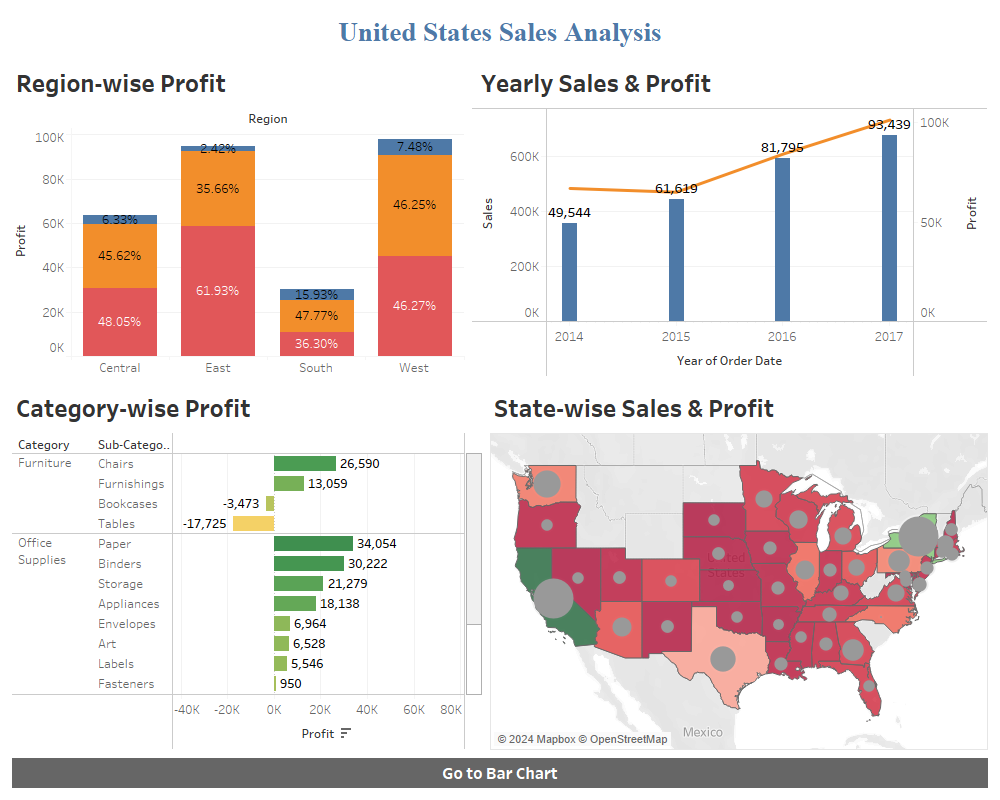 United States Sales Analysis
Region-wise Profit
Region
Profit
100K
80K
60K
40K
20K
0K
6.33%
45.62%
48.05%
2.42%
35.66%
61.93%
15.93%
47.77%
36.30%
7.48%
46.25%
46.27%
Central East South West
Yearly Sales & Profit
Sales
600K
400K
200K
0K
49,544
61,619
81,795
93,439
100K
50K
0K
Profit
2014 2015 2016 2017
Year of Order Date
Category-wise Profit
Category Sub-Catego..
Furniture Chairs 26,590
Furnishings 13,059
Bookcases -3,473
Tables -17,725
Office Supplies Paper 34,054
Binders 30,222
Storage 21,279
Appliances 18,138
Envelopes 6,964
Art 6,528
Labels 5,546
Fasteners 950
-40K -20K 0K 20K 40K 60K 80K
Profit
State-wise Sales & Profit
United
States
Mexico
© 2024 Mapbox © OpenStreetMap
Go to Bar Chart